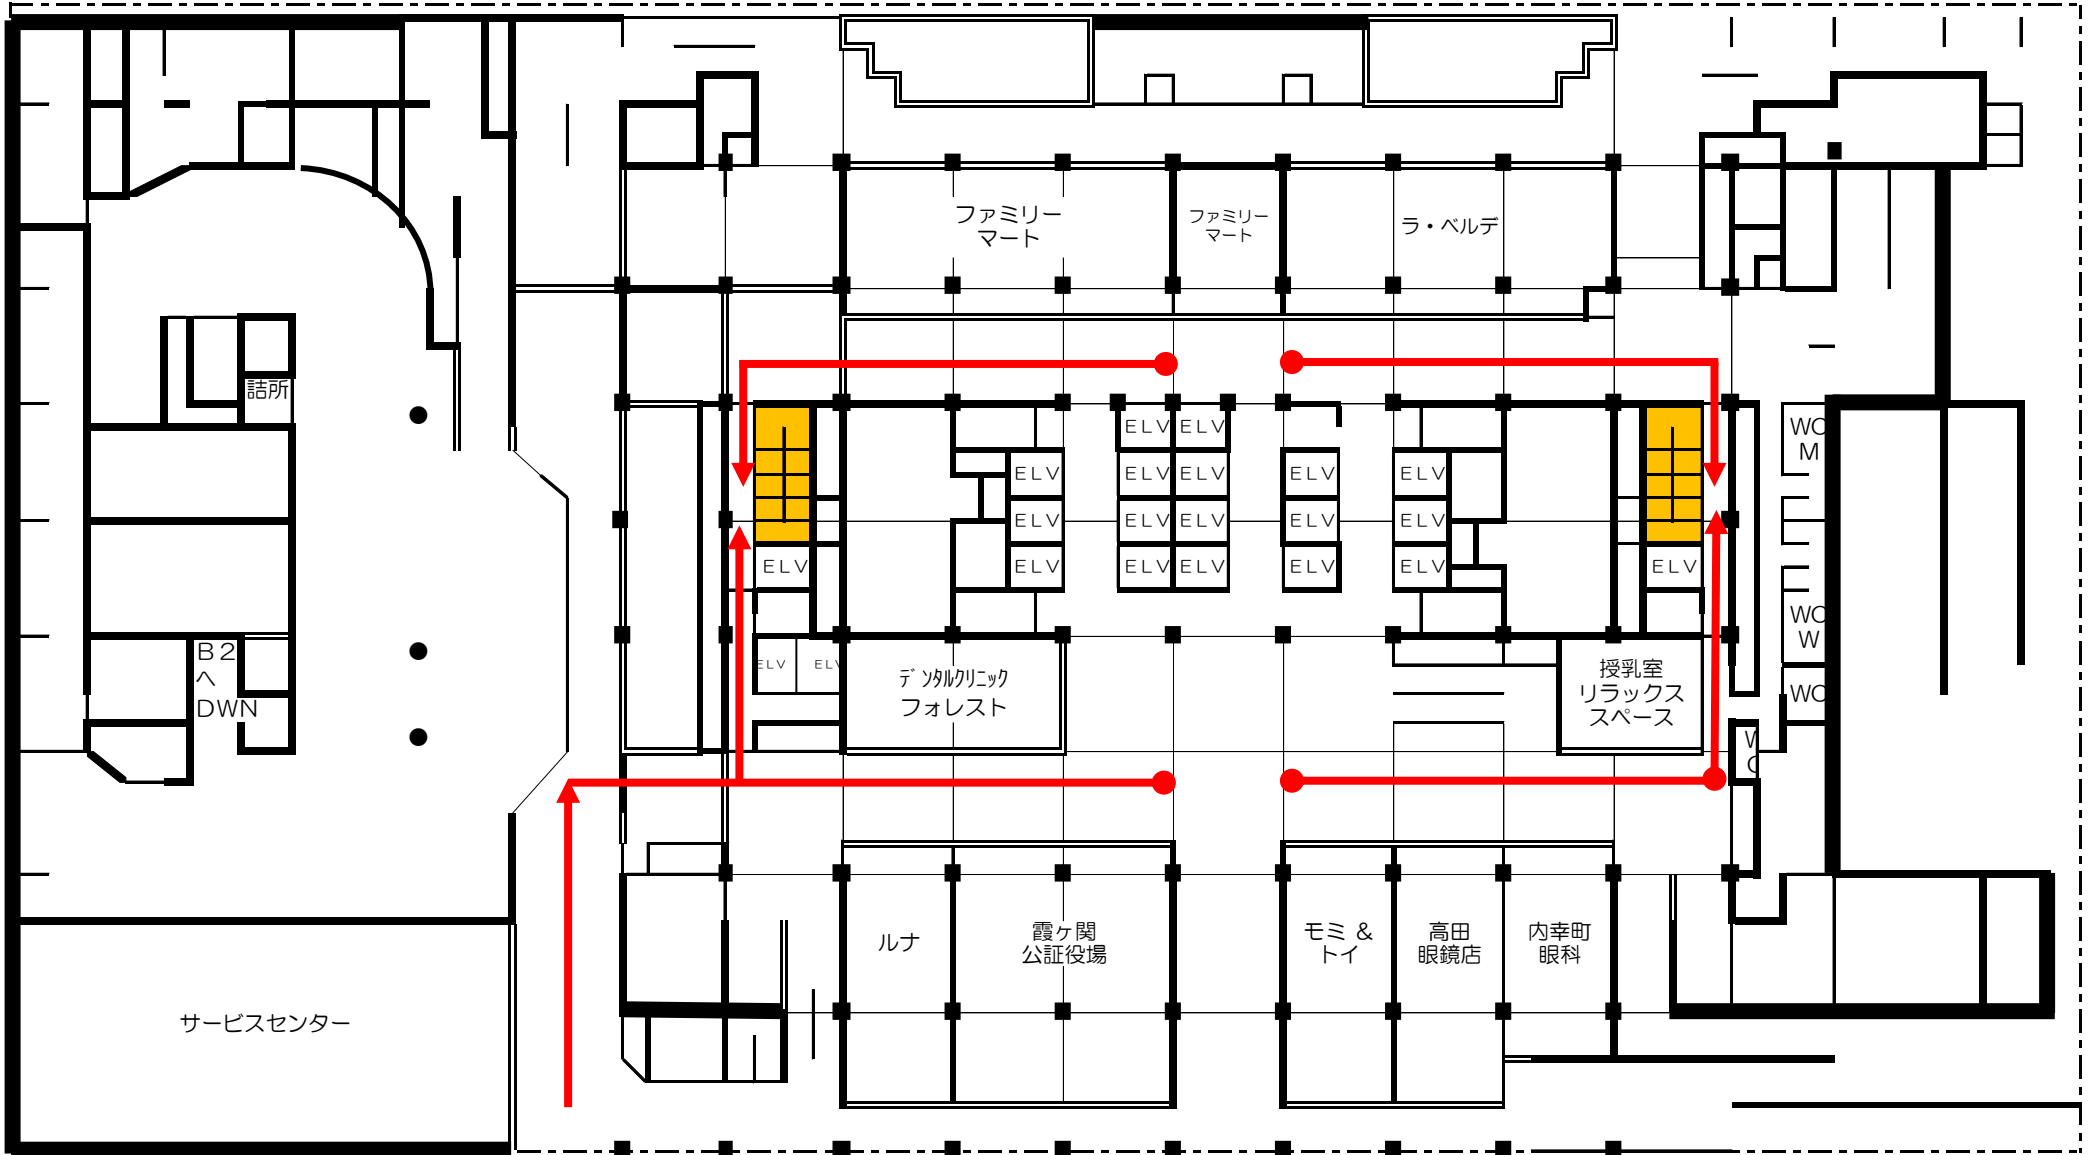 ファミリー
マート
ファミリー
マート
ラ・ベルデ
詰所
ELV ELV
ELV
ELV ELV
ELV
ELV
ELV
ELV ELV
ELV
ELV
ELV
ELV
ELV ELV
ELV
ELV
ELV
WC
M
WC
W
WC
W
C
B2
へ
DWN
ELV
ELV
デンタルクリニック
フォレスト
授乳室
リラックス
スペース
ルナ
霞ヶ関
公証役場
モミ &
トイ
高田
眼鏡店
内幸町
眼科
サービスセンター